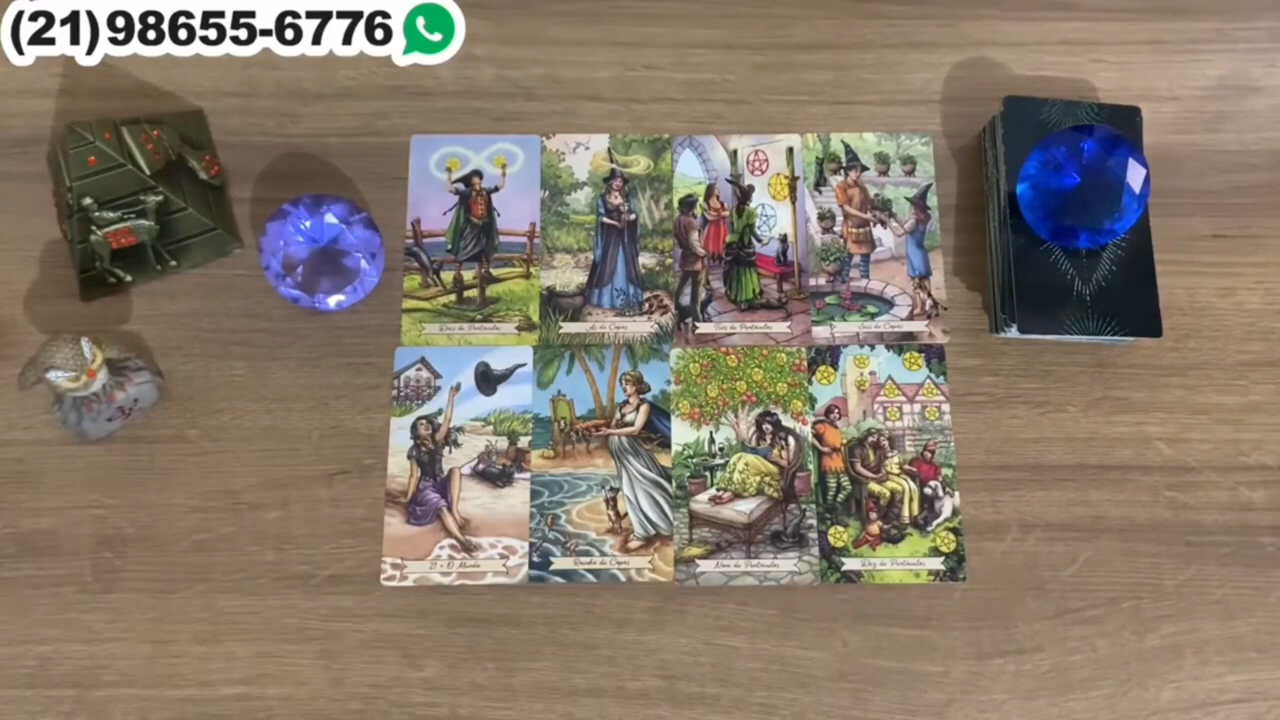 (21)98655-6776
Dois de Pentáculos
Ás de Copas
Três de Pentáculos
Seis de Copas
21 • O Mundo
Rainha de Copas
Nove de Pentáculos
Dez de Pentáculos